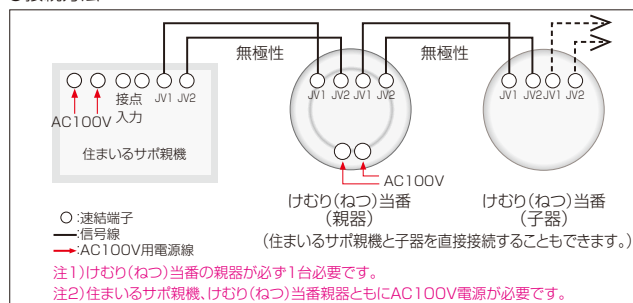 無極性 無極性
接点
入力
JV1 JV2
JV1 JV2 JV1 JV2
JV1 JV2 JV1 JV2
AC100V
住まいるサポ親機
AC100V
けむり(ねつ)当番
(親器)
けむり(ねつ)当番
(子器)
○:速結端子
:信号線
:AC100V用電源線
(住まいるサポ親機と子器を直接接続することもできます。)
注1)けむり(ねつ)当番の親器が必ず1台必要です。
注2)住まいるサポ親機、けむり(ねつ)当番親器ともにAC100V電源が必要です。